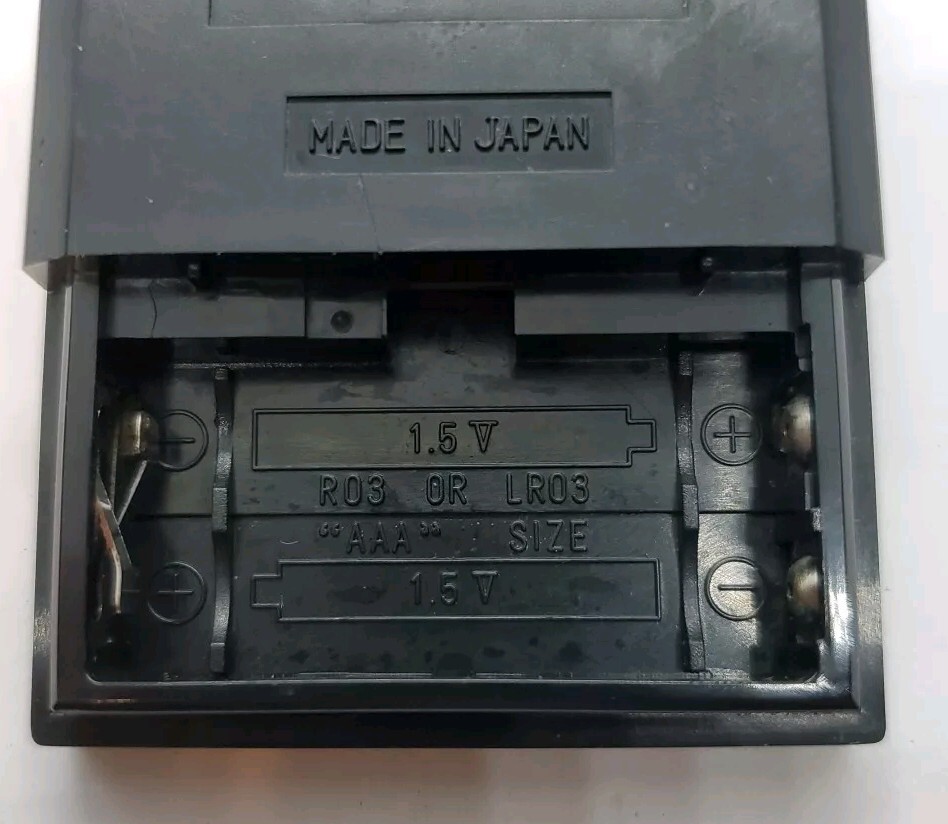 MADE IN JAPAN
− 1.5 V +
R03 OR LR03
“AAA” SIZE
+ 1.5 V −